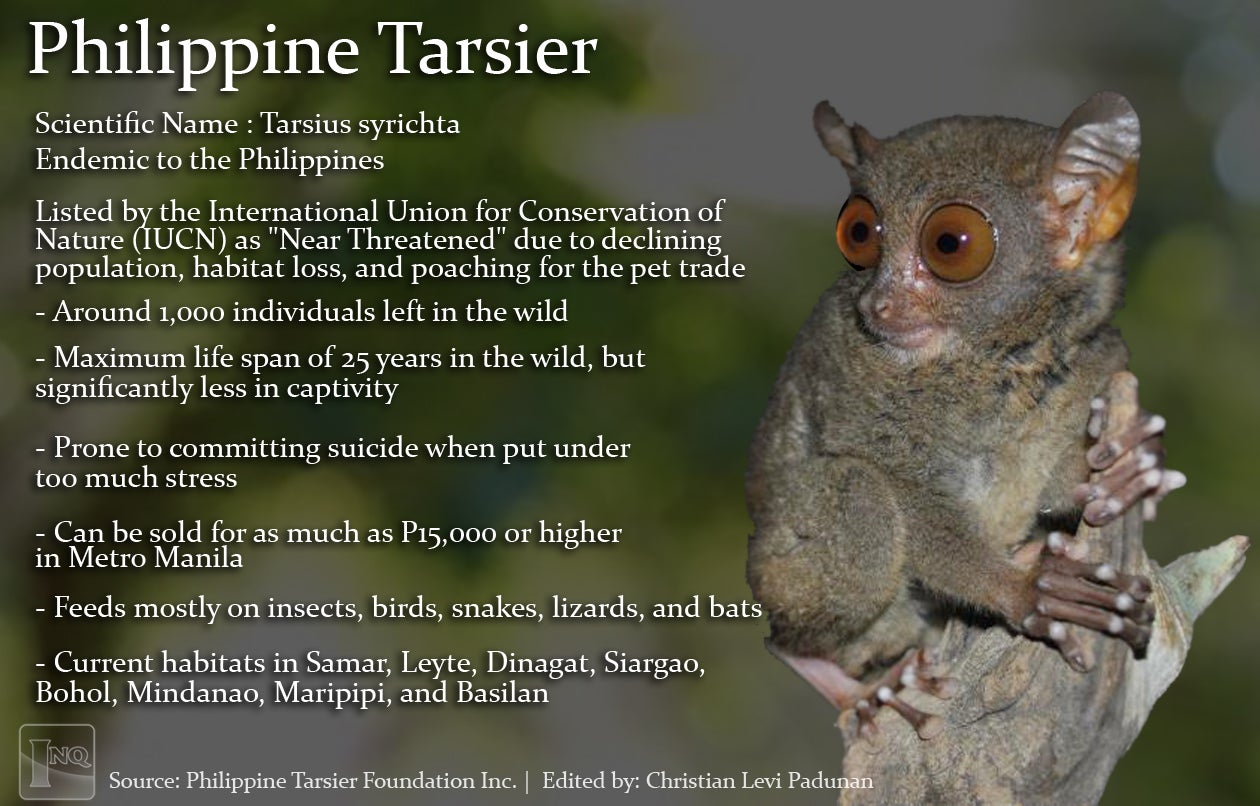 Philippine Tarsier
Scientific Name : Tarsius syrichta
Endemic to the Philippines
Listed by the International Union for Conservation of
Nature (IUCN) as "Near Threatened" due to declining
population, habitat loss, and poaching for the pet trade
- Around 1,000 individuals left in the wild
- Maximum life span of 25 years in the wild, but
significantly less in captivity
- Prone to committing suicide when put under
too much stress
- Can be sold for as much as P15,000 or higher
in Metro Manila
- Feeds mostly on insects, birds, snakes, lizards, and bats
- Current habitats in Samar, Leyte, Dinagat, Siargao,
Bohol, Mindanao, Maripipi, and Basilan
INQ
Source: Philippine Tarsier Foundation Inc. | Edited by: Christian Levi Padunan